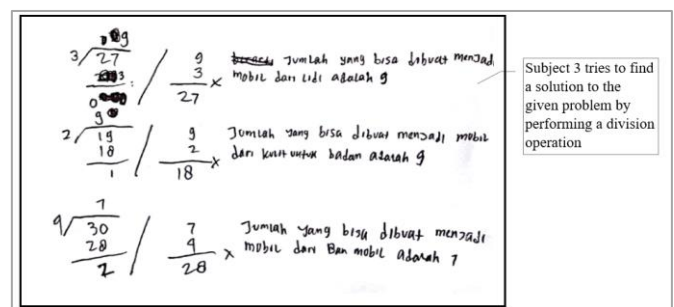 9
3/27 / 9 Jumlah yang bisa dibuat menjadi
3 × mobil dari lidi adalah 9
0 27
9
2/19 / 9 Jumlah yang bisa dibuat menjadi mobil
18 2 × dari kulit untuk badan adalah 9
1 18
7
4/30 / 7 Jumlah yang bisa dibuat menjadi
28 4 × mobil dari Ban mobil adalah 7
2 28
Subject 3 tries to find
a solution to the
given problem by
performing a division
operation